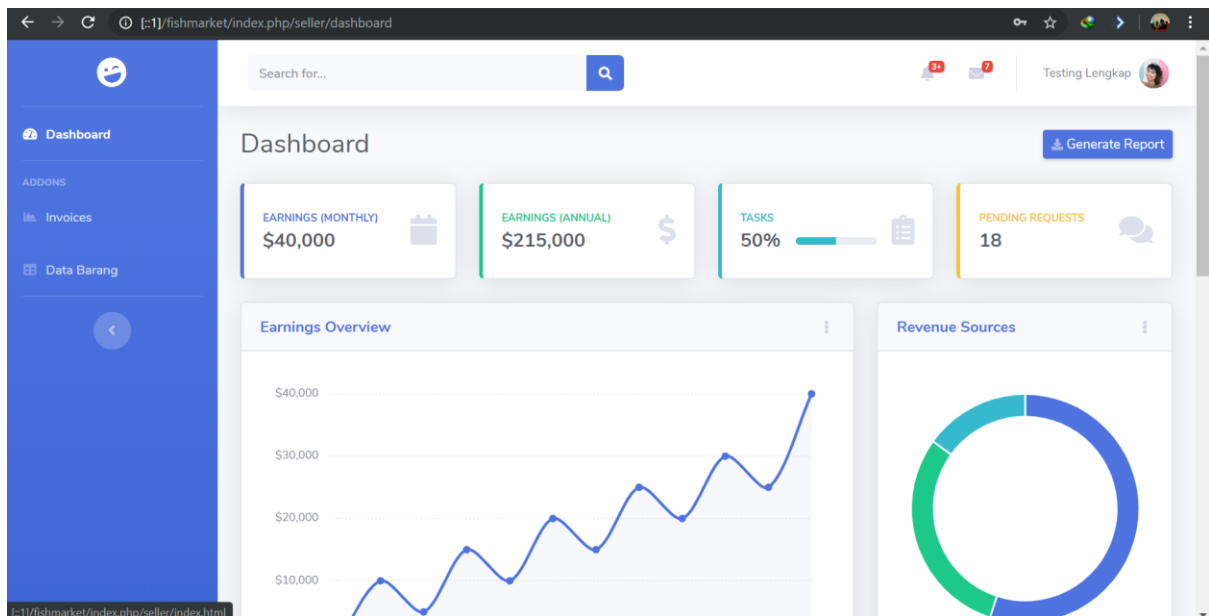 [::1]/fishmarket/index.php/seller/dashboard
Search for...
3+
7
Testing Lengkap
Dashboard
ADDONS
Invoices
Data Barang
Dashboard
Generate Report
EARNINGS (MONTHLY)
$40,000
EARNINGS (ANNUAL)
$215,000
TASKS
50%
PENDING REQUESTS
18
Earnings Overview
$40,000
$30,000
$20,000
$10,000
Revenue Sources
[::1]/fishmarket/index.php/seller/index.html